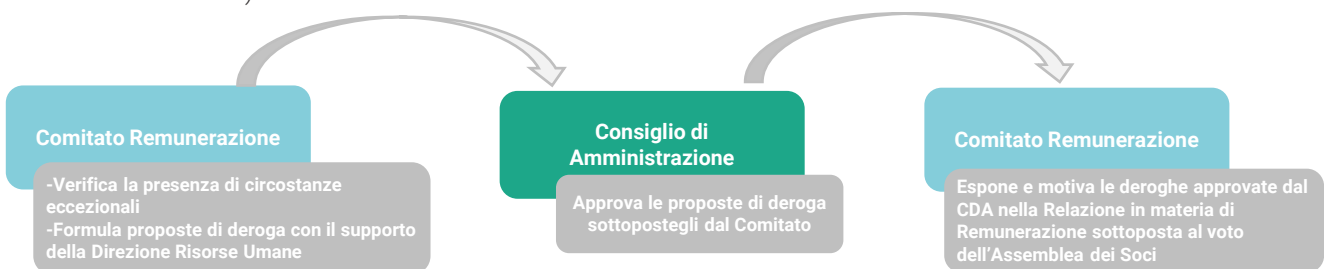 Comitato Remunerazione
-Verifica la presenza di circostanze
eccezionali
-Formula proposte di deroga con il supporto
della Direzione Risorse Umane
Consiglio di
Amministrazione
Approva le proposte di deroga
sottopostegli dal Comitato
Comitato Remunerazione
Espone e motiva le deroghe approvate dal
CDA nella Relazione in materia di
Remunerazione sottoposta al voto
dell’Assemblea dei Soci